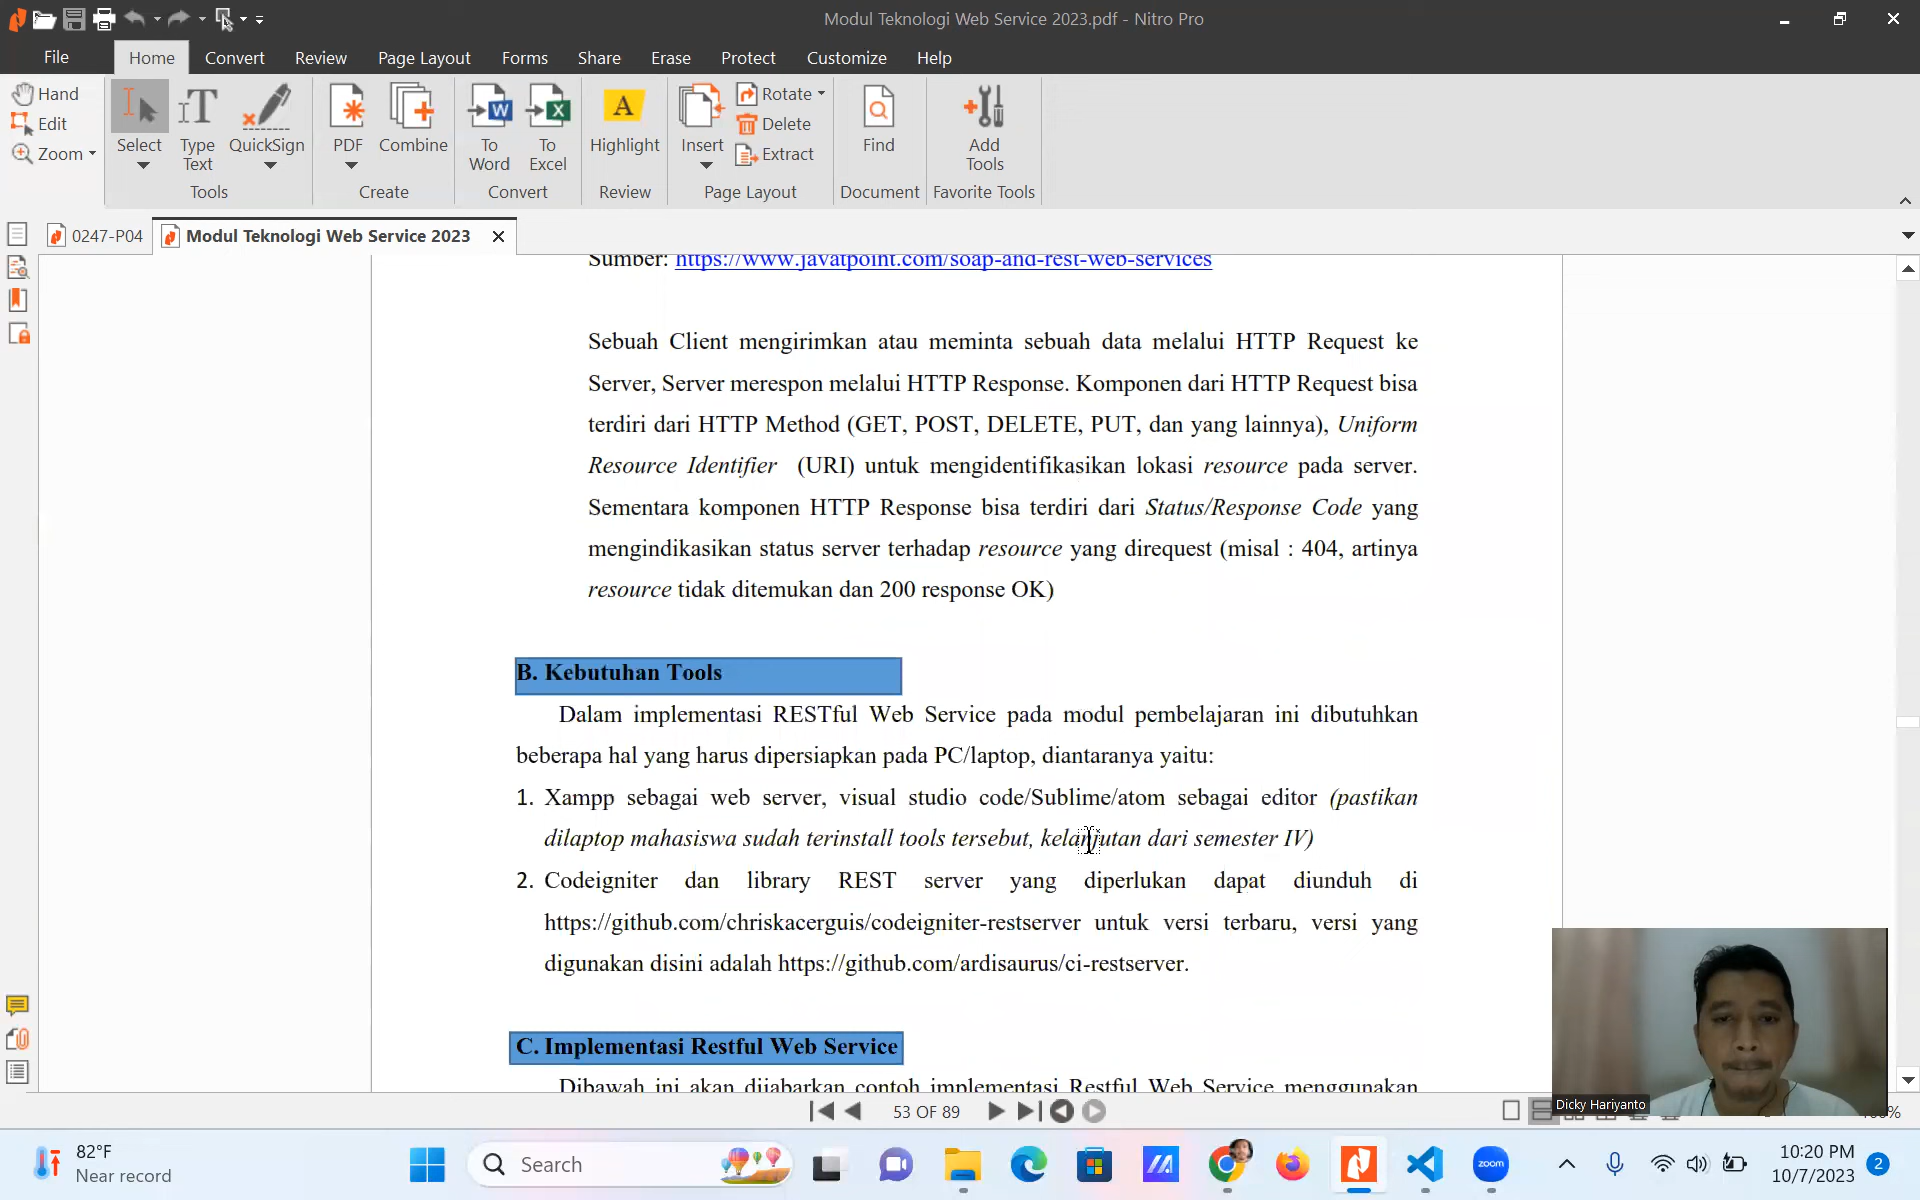 Modul Teknologi Web Service 2023.pdf - Nitro Pro
File Home Convert Review Page Layout Forms Share Erase Protect Customize Help
Hand
Edit
Zoom
Select
Type Text
QuickSign
Tools
PDF
Combine
Create
To Word
To Excel
Convert
A
Highlight
Review
Insert
Rotate
Delete
Extract
Page Layout
Find
Document
Add Tools
Favorite Tools
0247-P04
Modul Teknologi Web Service 2023
Sumber: https://www.javatpoint.com/soap-and-rest-web-services
Sebuah Client mengirimkan atau meminta sebuah data melalui HTTP Request ke
Server, Server merespon melalui HTTP Response. Komponen dari HTTP Request bisa
terdiri dari HTTP Method (GET, POST, DELETE, PUT, dan yang lainnya), Uniform
Resource Identifier (URI) untuk mengidentifikasikan lokasi resource pada server.
Sementara komponen HTTP Response bisa terdiri dari Status/Response Code yang
mengindikasikan status server terhadap resource yang direquest (misal : 404, artinya
resource tidak ditemukan dan 200 response OK)
B. Kebutuhan Tools
Dalam implementasi RESTful Web Service pada modul pembelajaran ini dibutuhkan
beberapa hal yang harus dipersiapkan pada PC/laptop, diantaranya yaitu:
1. Xampp sebagai web server, visual studio code/Sublime/atom sebagai editor (pastikan
dilaptop mahasiswa sudah terinstall tools tersebut, kelanjutan dari semester IV)
2. Codeigniter dan library REST server yang diperlukan dapat diunduh di
https://github.com/chriskacerguis/codeigniter-restserver untuk versi terbaru, versi yang
digunakan disini adalah https://github.com/ardisaurus/ci-restserver.
C. Implementasi Restful Web Service
Dibawah ini akan dijabarkan contoh implementasi Restful Web Service menggunakan
53 OF 89
Dicky Hariyanto
82°F
Near record
Search
zoom
10:20 PM
10/7/2023
2